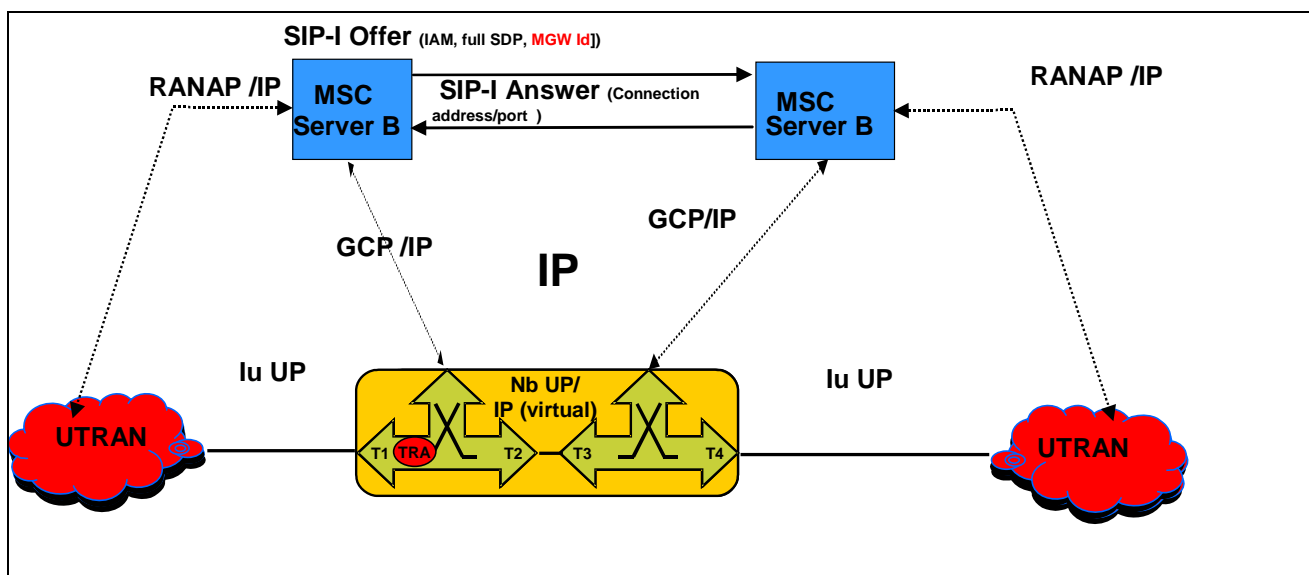 SIP-I Offer (IAM, full SDP, MGW Id])
RANAP /IP
MSC
Server B
SIP-I Answer (Connection
address/port )
MSC
Server B
RANAP /IP
GCP /IP
GCP/IP
IP
Iu UP
Nb UP/
IP (virtual)
Iu UP
UTRAN
T1
TRA
T2
T3
T4
UTRAN